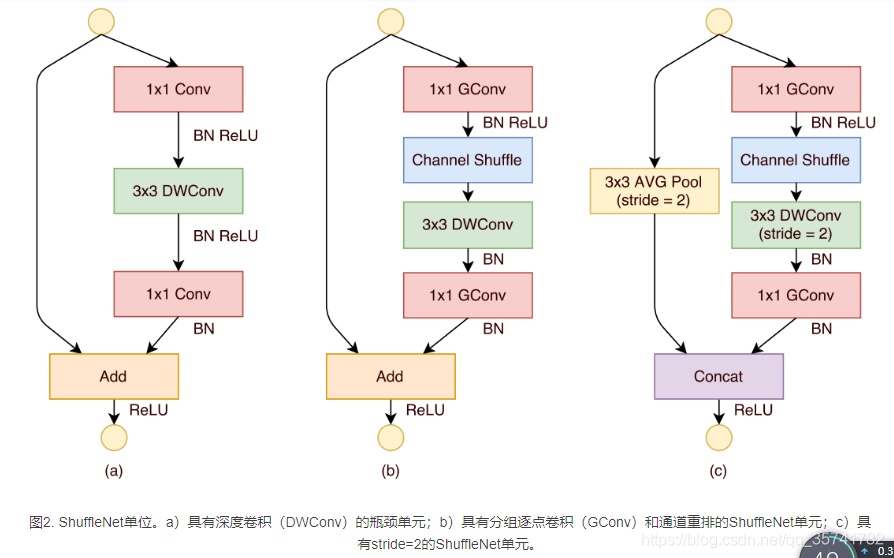 1x1 Conv
BN ReLU
3x3 DWConv
BN ReLU
1x1 Conv
BN
Add
ReLU
(a)
1x1 GConv
BN ReLU
Channel Shuffle
3x3 DWConv
BN
1x1 GConv
BN
Add
ReLU
(b)
1x1 GConv
BN ReLU
Channel Shuffle
3x3 AVG Pool
(stride = 2)
3x3 DWConv
(stride = 2)
BN
1x1 GConv
BN
Concat
ReLU
(c)
图2. ShuffleNet单位。a）具有深度卷积（DWConv）的瓶颈单元；b）具有分组逐点卷积（GConv）和通道重排的ShuffleNet单元；c）具
有stride=2的ShuffleNet单元。
0.3